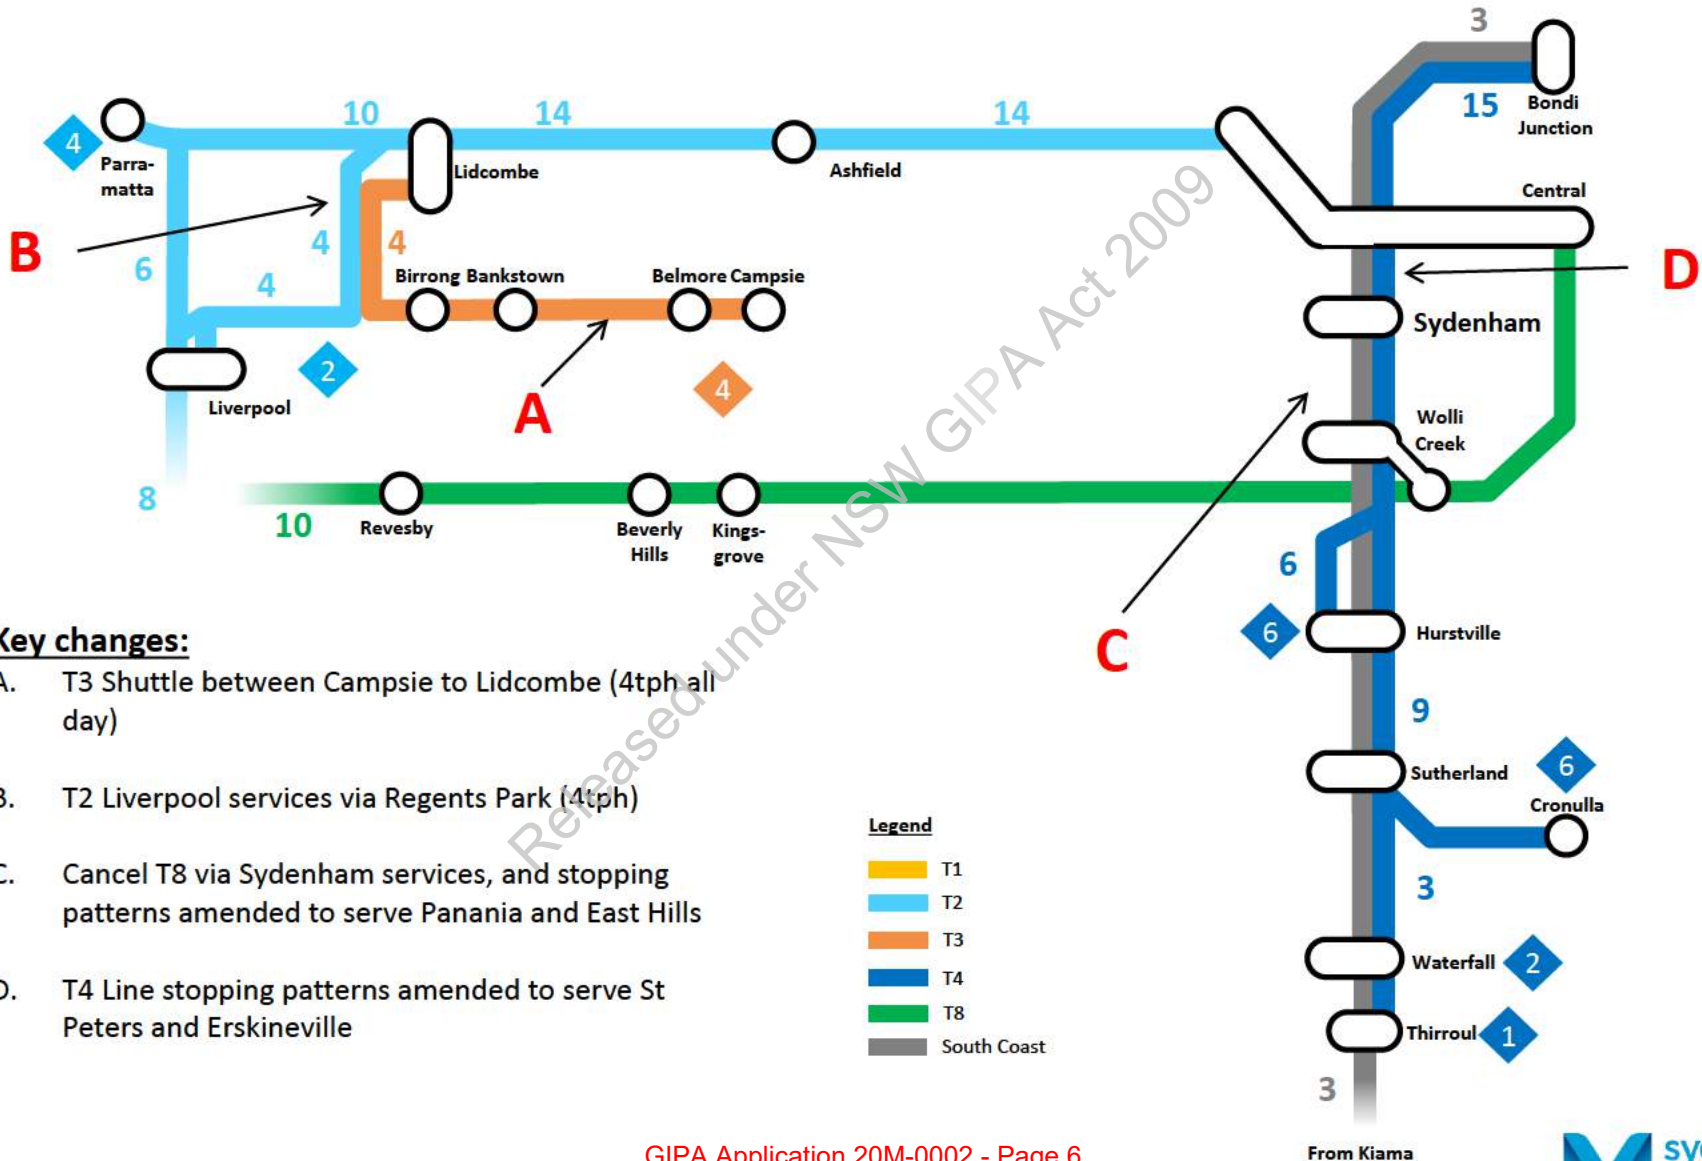 3
15
Bondi
Junction
10
14
14
4
Parra-
matta
Lidcombe
Ashfield
Central
B
6
4
4
4
Birrong Bankstown
Belmore Campsie
D
Sydenham
2
Liverpool
A
4
Wolli
Creek
8
10
Revesby
Beverly
Hills
Kings-
grove
6
6
Hurstville
C
9
Sutherland
6
Cronulla
3
Waterfall
2
Thirroul
1
3
From Kiama
Key changes:
A. T3 Shuttle between Campsie to Lidcombe (4tph all
day)
B. T2 Liverpool services via Regents Park (4tph)
C. Cancel T8 via Sydenham services, and stopping
patterns amended to serve Panania and East Hills
D. T4 Line stopping patterns amended to serve St
Peters and Erskineville
Legend
T1
T2
T3
T4
T8
South Coast
Released under NSW GIPA Act 2009
GIPA Application 20M-0002 - Page 6